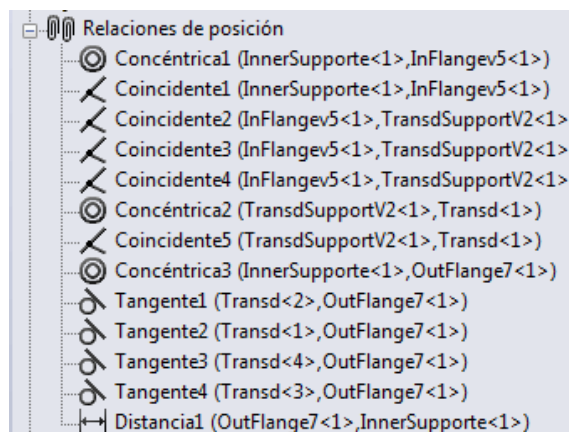 Relaciones de posición
Concéntrica1 (InnerSupporte<1>,InFlangev5<1>)
Coincidente1 (InnerSupporte<1>,InFlangev5<1>)
Coincidente2 (InFlangev5<1>,TransdSupportV2<1>
Coincidente3 (InFlangev5<1>,TransdSupportV2<1>
Coincidente4 (InFlangev5<1>,TransdSupportV2<1>
Concéntrica2 (TransdSupportV2<1>,Transd<1>)
Coincidente5 (TransdSupportV2<1>,Transd<1>)
Concéntrica3 (InnerSupporte<1>,OutFlange7<1>)
Tangente1 (Transd<2>,OutFlange7<1>)
Tangente2 (Transd<1>,OutFlange7<1>)
Tangente3 (Transd<4>,OutFlange7<1>)
Tangente4 (Transd<3>,OutFlange7<1>)
Distancia1 (OutFlange7<1>,InnerSupporte<1>)